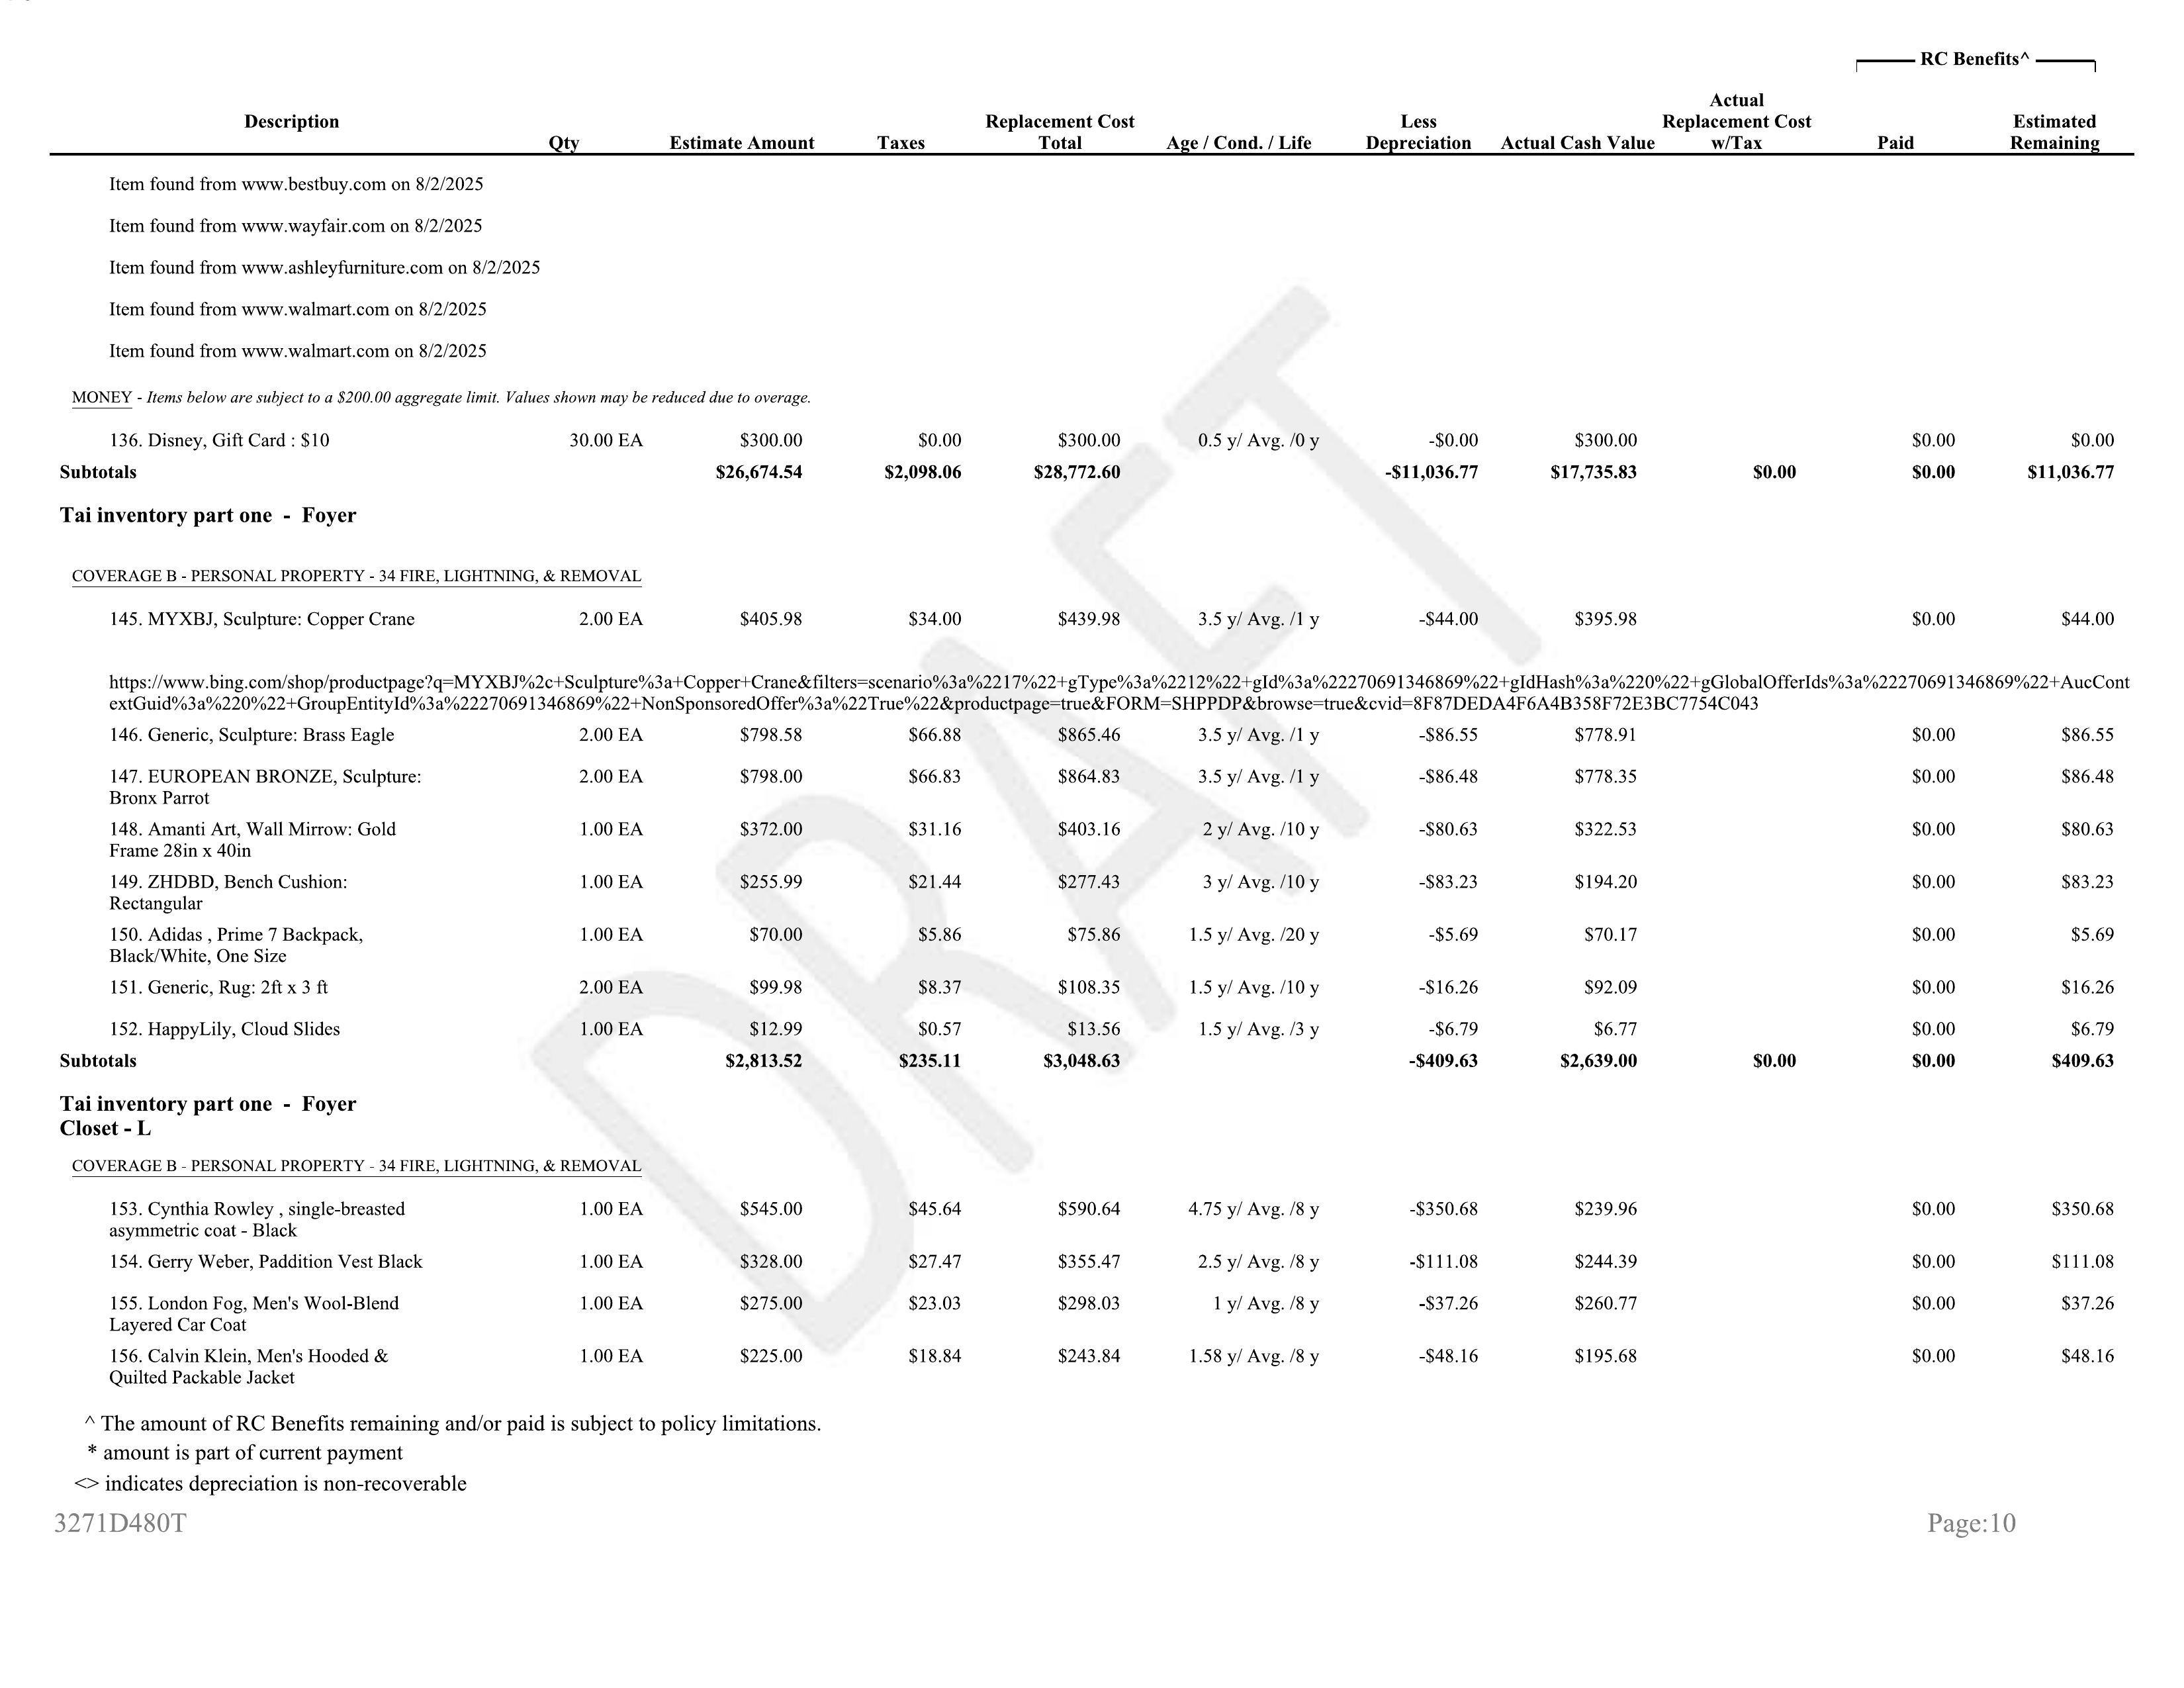 RC Benefits^
Description Qty Estimate Amount Taxes Replacement Cost Total Age / Cond. / Life Less Depreciation Actual Cash Value Actual Replacement Cost w/Tax Paid Estimated Remaining
Item found from www.bestbuy.com on 8/2/2025
Item found from www.wayfair.com on 8/2/2025
Item found from www.ashleyfurniture.com on 8/2/2025
Item found from www.walmart.com on 8/2/2025
Item found from www.walmart.com on 8/2/2025
MONEY - Items below are subject to a $200.00 aggregate limit. Values shown may be reduced due to overage.
136. Disney, Gift Card : $10 30.00 EA $300.00 $0.00 $300.00 0.5 y/ Avg. /0 y -$0.00 $300.00 $0.00 $0.00
Subtotals $26,674.54 $2,098.06 $28,772.60 -$11,036.77 $17,735.83 $0.00 $0.00 $11,036.77
Tai inventory part one - Foyer
COVERAGE B - PERSONAL PROPERTY - 34 FIRE, LIGHTNING, & REMOVAL
145. MYXBJ, Sculpture: Copper Crane 2.00 EA $405.98 $34.00 $439.98 3.5 y/ Avg. /1 y -$44.00 $395.98 $0.00 $44.00
https://www.bing.com/shop/productpage?q=MYXBJ%2c+Sculpture%3a+Copper+Crane&filters=scenario%3a%2217%22+gType%3a%2212%22+gId%3a%22270691346869%22+gIdHash%3a%220%22+gGlobalOfferIds%3a%22270691346869%22+AucCont
extGuid%3a%220%22+GroupEntityId%3a%22270691346869%22+NonSponsoredOffer%3a%22True%22&productpage=true&FORM=SHPPDP&browse=true&cvid=8F87DEDA4F6A4B358F72E3BC7754C043
146. Generic, Sculpture: Brass Eagle 2.00 EA $798.58 $66.88 $865.46 3.5 y/ Avg. /1 y -$86.55 $778.91 $0.00 $86.55
147. EUROPEAN BRONZE, Sculpture: 2.00 EA $798.00 $66.83 $864.83 3.5 y/ Avg. /1 y -$86.48 $778.35 $0.00 $86.48
Bronx Parrot
148. Amanti Art, Wall Mirrow: Gold 1.00 EA $372.00 $31.16 $403.16 2 y/ Avg. /10 y -$80.63 $322.53 $0.00 $80.63
Frame 28in x 40in
149. ZHDBD, Bench Cushion: 1.00 EA $255.99 $21.44 $277.43 3 y/ Avg. /10 y -$83.23 $194.20 $0.00 $83.23
Rectangular
150. Adidas , Prime 7 Backpack, 1.00 EA $70.00 $5.86 $75.86 1.5 y/ Avg. /20 y -$5.69 $70.17 $0.00 $5.69
Black/White, One Size
151. Generic, Rug: 2ft x 3 ft 2.00 EA $99.98 $8.37 $108.35 1.5 y/ Avg. /10 y -$16.26 $92.09 $0.00 $16.26
152. HappyLily, Cloud Slides 1.00 EA $12.99 $0.57 $13.56 1.5 y/ Avg. /3 y -$6.79 $6.77 $0.00 $6.79
Subtotals $2,813.52 $235.11 $3,048.63 -$409.63 $2,639.00 $0.00 $0.00 $409.63
Tai inventory part one - Foyer
Closet - L
COVERAGE B - PERSONAL PROPERTY - 34 FIRE, LIGHTNING, & REMOVAL
153. Cynthia Rowley , single-breasted 1.00 EA $545.00 $45.64 $590.64 4.75 y/ Avg. /8 y -$350.68 $239.96 $0.00 $350.68
asymmetric coat - Black
154. Gerry Weber, Paddition Vest Black 1.00 EA $328.00 $27.47 $355.47 2.5 y/ Avg. /8 y -$111.08 $244.39 $0.00 $111.08
155. London Fog, Men's Wool-Blend 1.00 EA $275.00 $23.03 $298.03 1 y/ Avg. /8 y -$37.26 $260.77 $0.00 $37.26
Layered Car Coat
156. Calvin Klein, Men's Hooded & 1.00 EA $225.00 $18.84 $243.84 1.58 y/ Avg. /8 y -$48.16 $195.68 $0.00 $48.16
Quilted Packable Jacket
^ The amount of RC Benefits remaining and/or paid is subject to policy limitations.
* amount is part of current payment
<> indicates depreciation is non-recoverable
3271D480T Page:10
DRAFT